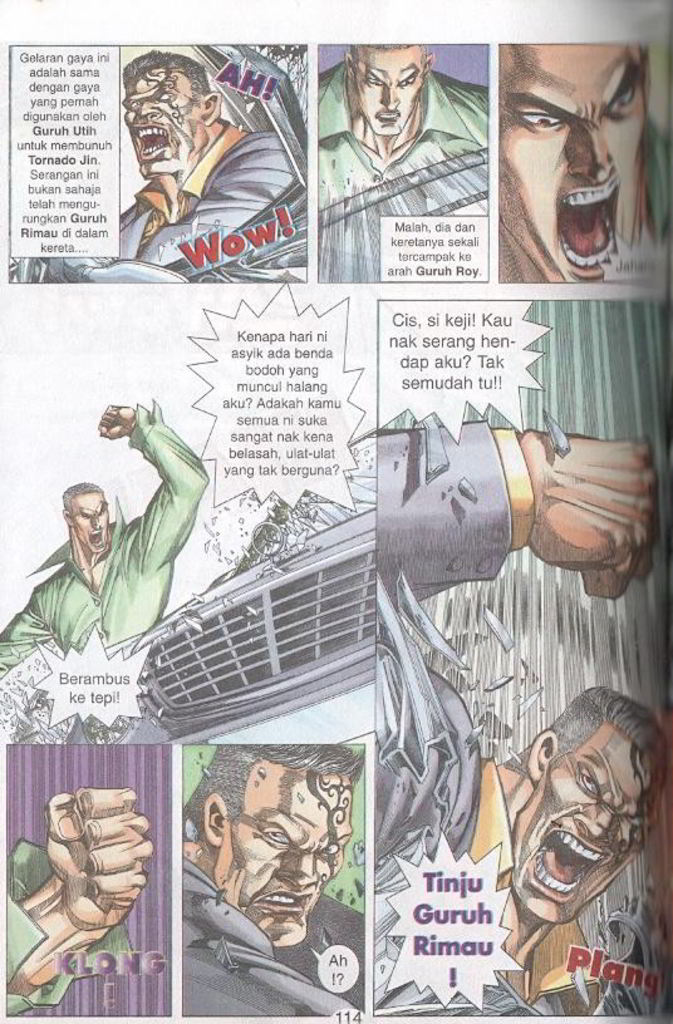 Gelaran gaya ini
adalah sama
dengan gaya
yang pernah
digunakan oleh
Guruh Utih
untuk membunuh
Tornado Jin.
Serangan ini
bukan sahaja
telah mengu-
rungkan Guruh
Rimau di dalam
kereta....
AH!
Wow!
Malah, dia dan
keretanya sekali
tercampak ke
arah Guruh Roy.
Kenapa hari ni
asyik ada benda
bodoh yang
muncul halang
aku? Adakah kamu
semua ni suka
sangat nak kena
belasah, ulat-ulat
yang tak berguna?
Cis, si keji! Kau
nak serang hen-
dap aku? Tak
semudah tu!!
Berambus
ke tepi!
KLONG
!
Ah
!?
Tinju
Guruh
Rimau
!
Plang
114